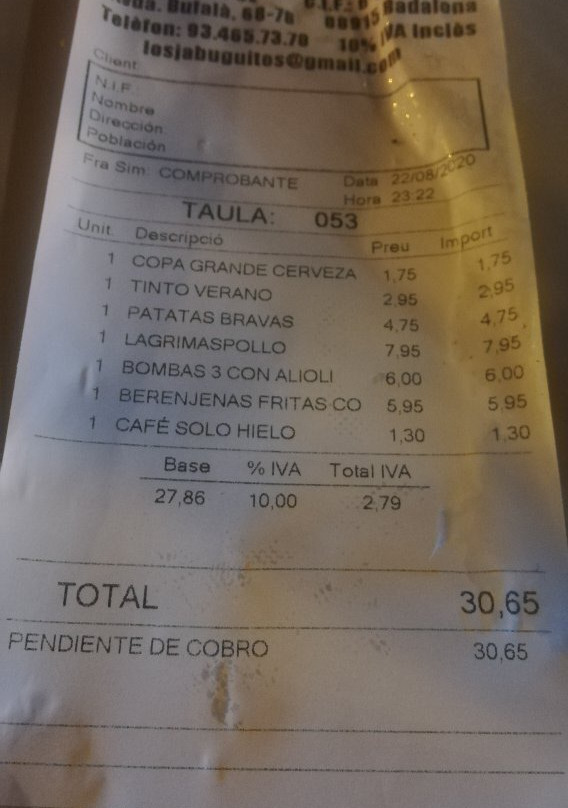 Bufalà, 68-70 08915 Badalona
Telèfon: 93.465.73.78 10% IVA Inclòs
losjabuguitos@gmail.com
Client
N.I.F.
Nombre
Dirección
Población
Fra Sim: COMPROBANTE Data 22/08/2020
Hora 23:22
TAULA: 053
Unit. Descripció Preu Import
1 COPA GRANDE CERVEZA 1,75 1,75
1 TINTO VERANO 2,95 2,95
1 PATATAS BRAVAS 4,75 4,75
1 LAGRIMASPOLLO 7,95 7,95
1 BOMBAS 3 CON ALIOLI 6,00 6,00
1 BERENJENAS FRITAS CO 5,95 5,95
1 CAFÉ SOLO HIELO 1,30 1,30
Base % IVA Total IVA
27,86 10,00 2,79
TOTAL 30,65
PENDIENTE DE COBRO 30,65